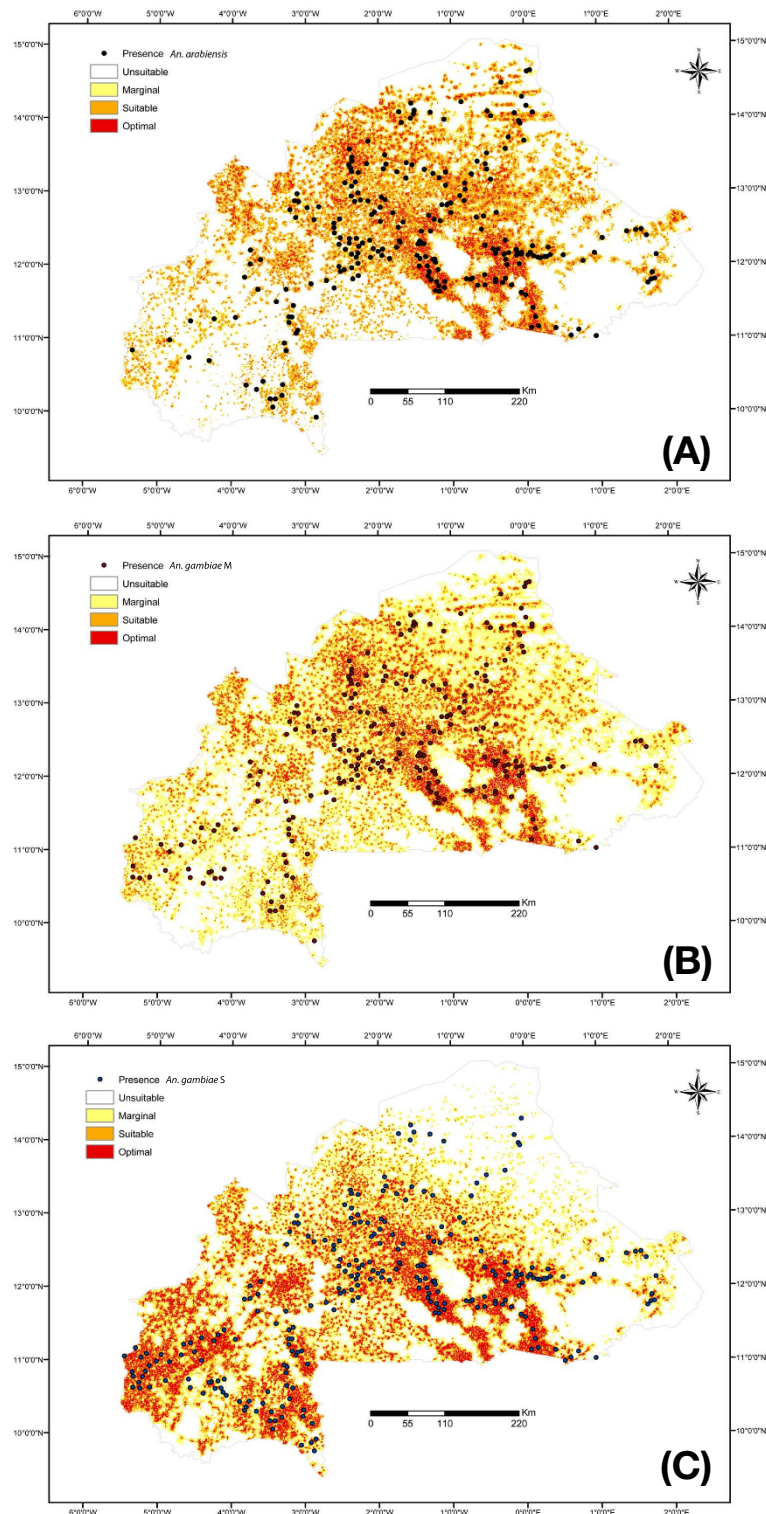 6°0'0"W 5°0'0"W 4°0'0"W 3°0'0"W 2°0'0"W 1°0'0"W 0°0'0"E 1°0'0"E 2°0'0"E
15°0'0"N
Presence An. arabiensis
N
15°0'0"N
Unsuitable
W E
Marginal
S
Suitable
14°0'0"N
14°0'0"N
Optimal
13°0'0"N
13°0'0"N
12°0'0"N
12°0'0"N
11°0'0"N
11°0'0"N
Km
10°0'0"N
0 55 110 220
10°0'0"N
(A)
6°0'0"W 5°0'0"W 4°0'0"W 3°0'0"W 2°0'0"W 1°0'0"W 0°0'0"E 1°0'0"E 2°0'0"E
6°0'0"W 5°0'0"W 4°0'0"W 3°0'0"W 2°0'0"W 1°0'0"W 0°0'0"E 1°0'0"E 2°0'0"E
15°0'0"N
Presence An. gambiae M
N
15°0'0"N
Unsuitable
W E
Marginal
S
Suitable
14°0'0"N
14°0'0"N
Optimal
13°0'0"N
13°0'0"N
12°0'0"N
12°0'0"N
11°0'0"N
11°0'0"N
Km
10°0'0"N
0 55 110 220
10°0'0"N
(B)
6°0'0"W 5°0'0"W 4°0'0"W 3°0'0"W 2°0'0"W 1°0'0"W 0°0'0"E 1°0'0"E 2°0'0"E
6°0'0"W 5°0'0"W 4°0'0"W 3°0'0"W 2°0'0"W 1°0'0"W 0°0'0"E 1°0'0"E 2°0'0"E
15°0'0"N
Presence An. gambiae S
N
15°0'0"N
Unsuitable
W E
Marginal
S
Suitable
14°0'0"N
14°0'0"N
Optimal
13°0'0"N
13°0'0"N
12°0'0"N
12°0'0"N
11°0'0"N
11°0'0"N
Km
10°0'0"N
0 55 110 220
10°0'0"N
(C)
6°0'0"W 5°0'0"W 4°0'0"W 3°0'0"W 2°0'0"W 1°0'0"W 0°0'0"E 1°0'0"E 2°0'0"E